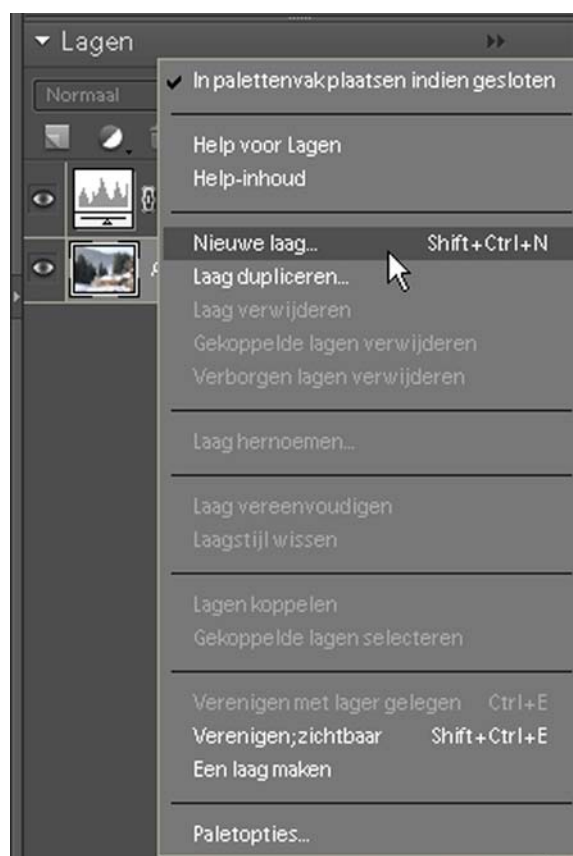 Lagen
Normaal
In palettenvak plaatsen indien gesloten
Help voor Lagen
Help-inhoud
Nieuwe laag... Shift+Ctrl+N
Laag dupliceren...
Laag verwijderen
Gekoppelde lagen verwijderen
Verborgen lagen verwijderen
Laag hernoemen...
Laag vereenvoudigen
Laagstijl wissen
Lagen koppelen
Gekoppelde lagen selecteren
Verenigen met lager gelegen Ctrl+E
Verenigen;zichtbaar Shift+Ctrl+E
Een laag maken
Paletopties...